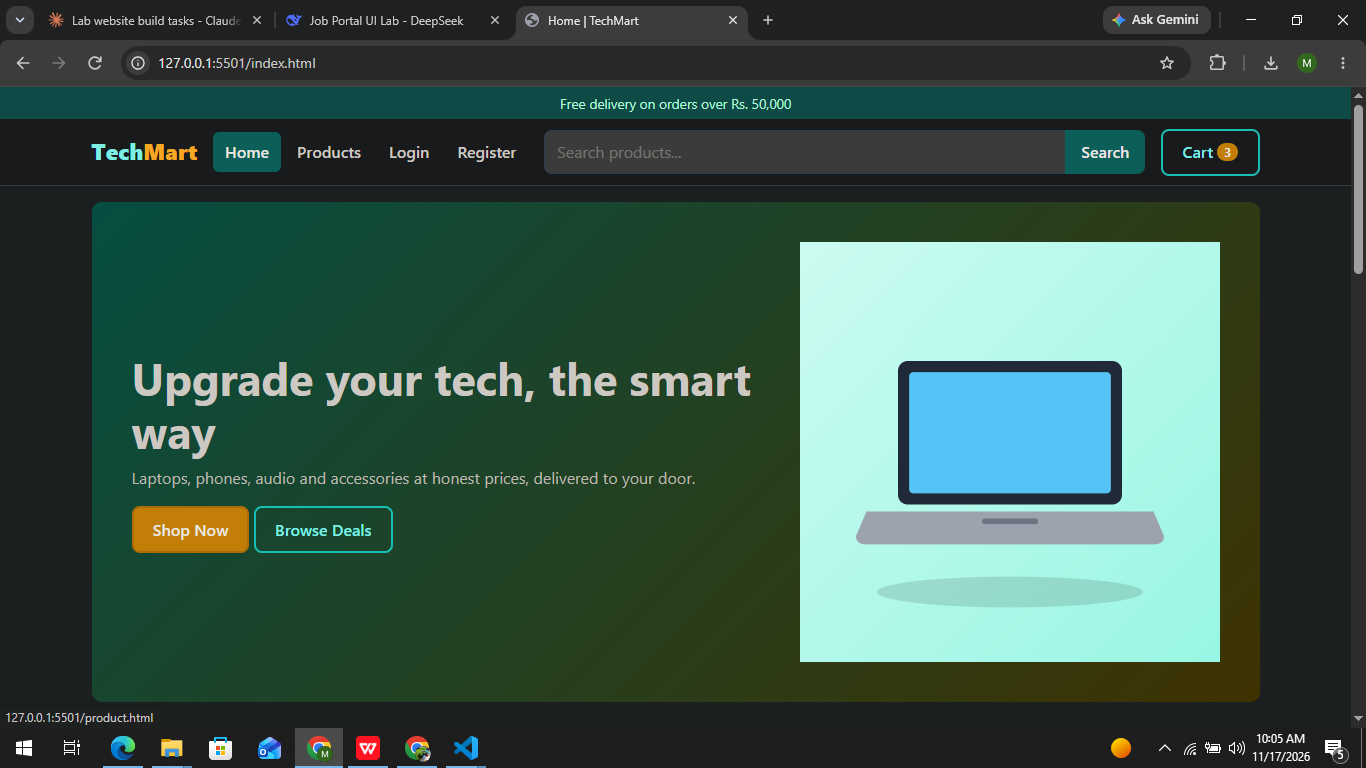 Lab website build tasks - Claude
Job Portal UI Lab - DeepSeek
Home | TechMart
Ask Gemini
127.0.0.1:5501/index.html
M
Free delivery on orders over Rs. 50,000
TechMart
Home
Products
Login
Register
Search products...
Search
Cart 3
Upgrade your tech, the smart
way
Laptops, phones, audio and accessories at honest prices, delivered to your door.
Shop Now
Browse Deals
127.0.0.1:5501/product.html
M
W
10:05 AM
11/17/2026
5